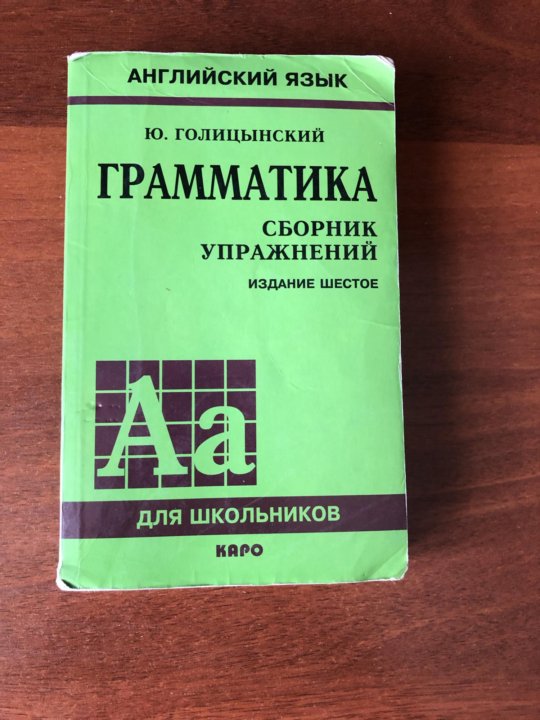 АНГЛИЙСКИЙ ЯЗЫК
Ю. ГОЛИЦЫНСКИЙ
ГРАММАТИКА
СБОРНИК
УПРАЖНЕНИЙ
ИЗДАНИЕ ШЕСТОЕ
Aa
ДЛЯ ШКОЛЬНИКОВ
КАРО